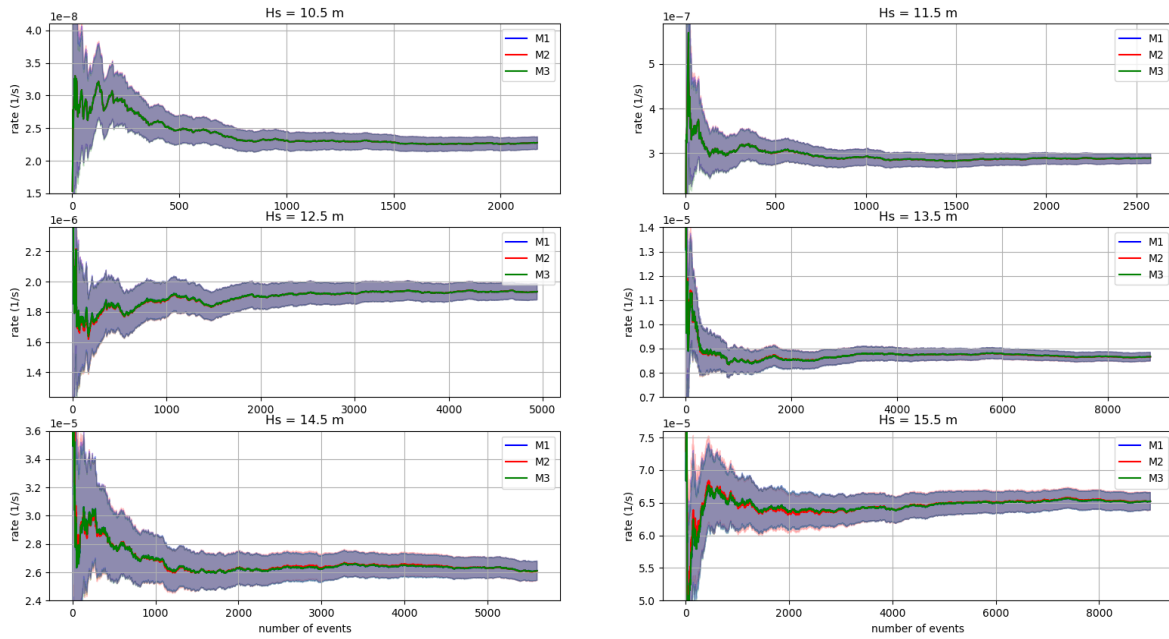 Hs = 10.5 m
1e−8
rate (1/s)
4.0
3.5
3.0
2.5
2.0
1.5
0
500
1000
1500
2000
M1
M2
M3
Hs = 11.5 m
1e−7
rate (1/s)
5
4
3
0
500
1000
1500
2000
2500
M1
M2
M3
Hs = 12.5 m
1e−6
rate (1/s)
2.2
2.0
1.8
1.6
1.4
0
1000
2000
3000
4000
5000
M1
M2
M3
Hs = 13.5 m
1e−5
rate (1/s)
1.4
1.3
1.2
1.1
1.0
0.9
0.8
0.7
0
2000
4000
6000
8000
M1
M2
M3
Hs = 14.5 m
1e−5
rate (1/s)
3.6
3.4
3.2
3.0
2.8
2.6
2.4
0
1000
2000
3000
4000
5000
number of events
M1
M2
M3
Hs = 15.5 m
1e−5
rate (1/s)
7.5
7.0
6.5
6.0
5.5
5.0
0
2000
4000
6000
8000
number of events
M1
M2
M3